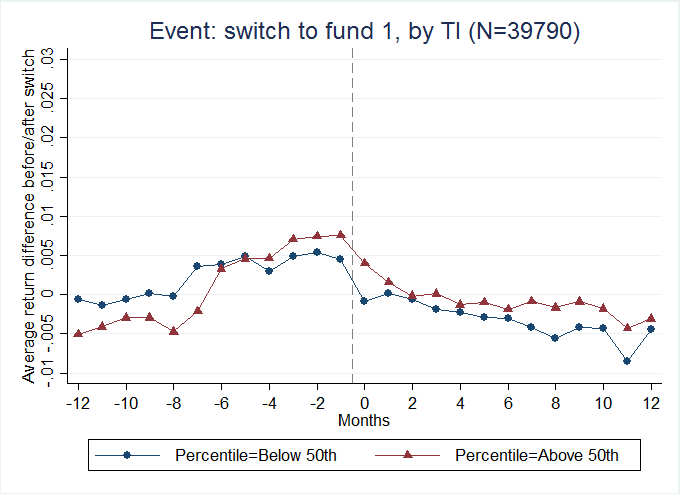 Event: switch to fund 1, by TI (N=39790)
Average return difference before/after switch
.03
.025
.02
.015
.01
.005
0
-.005
-.01
-12 -10 -8 -6 -4 -2 0 2 4 6 8 10 12
Months
Percentile=Below 50th Percentile=Above 50th